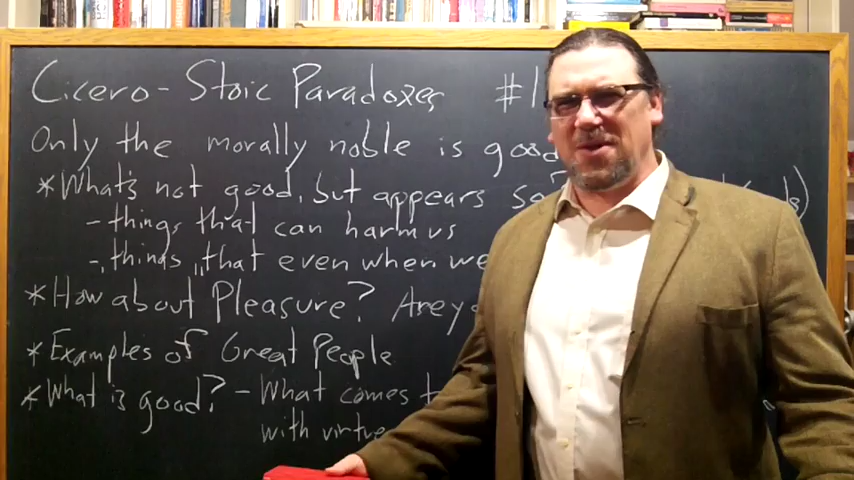 Cicero - Stoic Paradoxes #1
Only the morally noble is good
*What's not good, but appears so?
- things that can harm us
- things that even when we
*How about Pleasure? Are
*Examples of Great People
*What is good? - What comes
with virtue